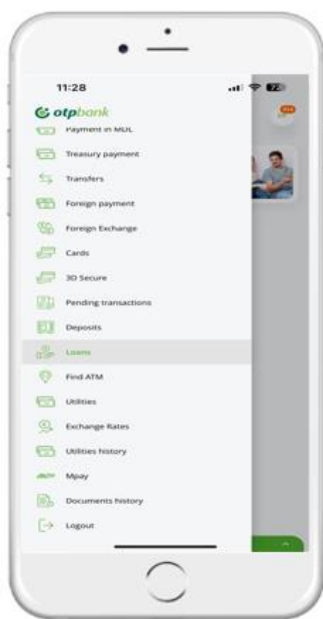 11:28
72
otpbank
Payment in MDL
Treasury payment
Transfers
Foreign payment
Foreign Exchange
Cards
3D Secure
Pending transactions
Deposits
Loans
Find ATM
Utilities
Exchange Rates
Utilities history
Mpay
Documents history
Logout